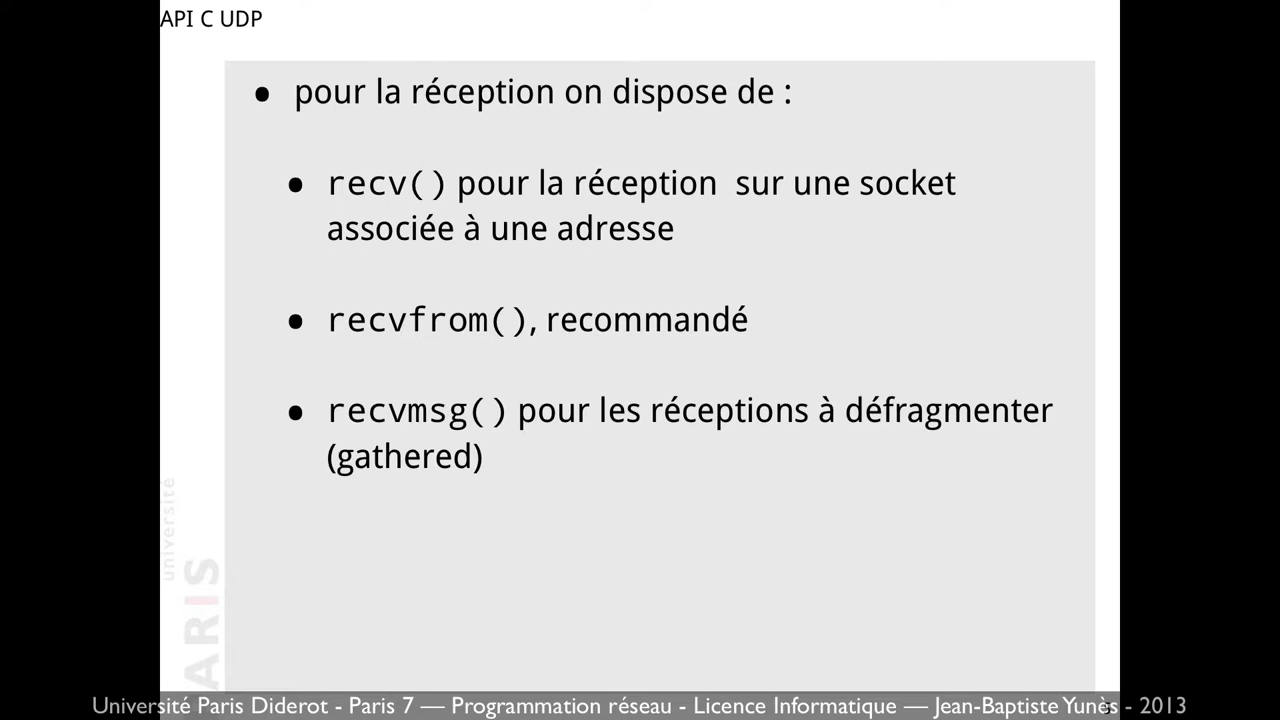 API C UDP
• pour la réception on dispose de :
• recv() pour la réception  sur une socket
associée à une adresse
• recvfrom(), recommandé
• recvmsg() pour les réceptions à défragmenter
(gathered)
université
ARIS
Université Paris Diderot - Paris 7 — Programmation réseau - Licence Informatique — Jean-Baptiste Yunès - 2013